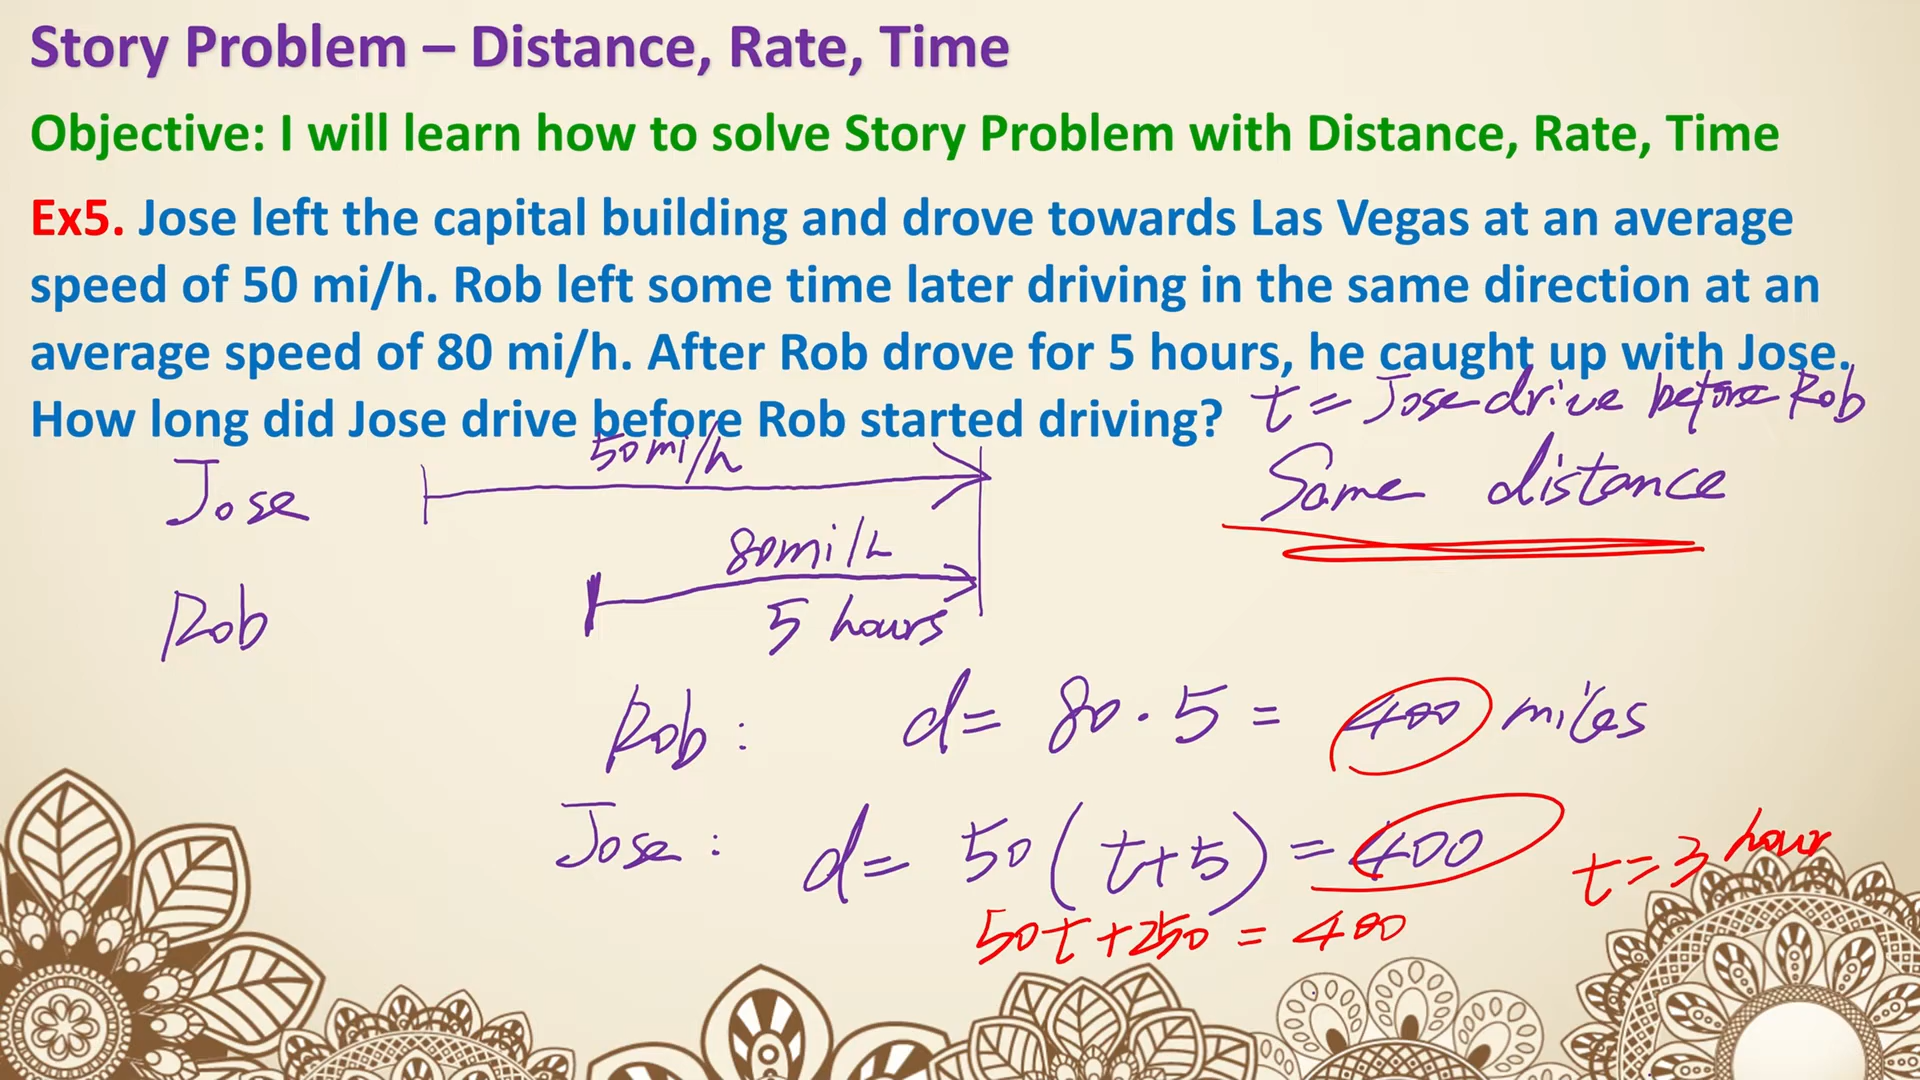 Story Problem – Distance, Rate, Time
Objective: I will learn how to solve Story Problem with Distance, Rate, Time
Ex5. Jose left the capital building and drove towards Las Vegas at an average
speed of 50 mi/h. Rob left some time later driving in the same direction at an
average speed of 80 mi/h. After Rob drove for 5 hours, he caught up with Jose.
How long did Jose drive before Rob started driving?
t = Jose drive before Rob
50mi/h
Jose
Same distance
80mi/h
Rob
5 hours
Rob: d= 80·5 = 400 miles
Jose: d= 50(t+5) = 400
t=3 hour
50t+250 = 400